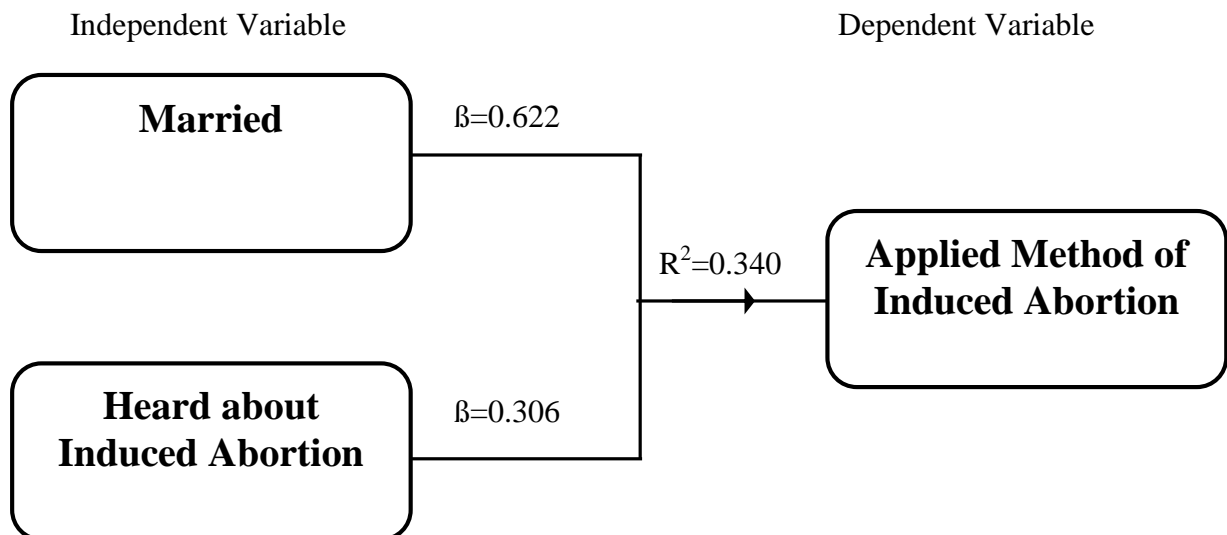 Independent Variable
Dependent Variable
Married
ß=0.622
R²=0.340
Applied Method of
Induced Abortion
Heard about
Induced Abortion
ß=0.306